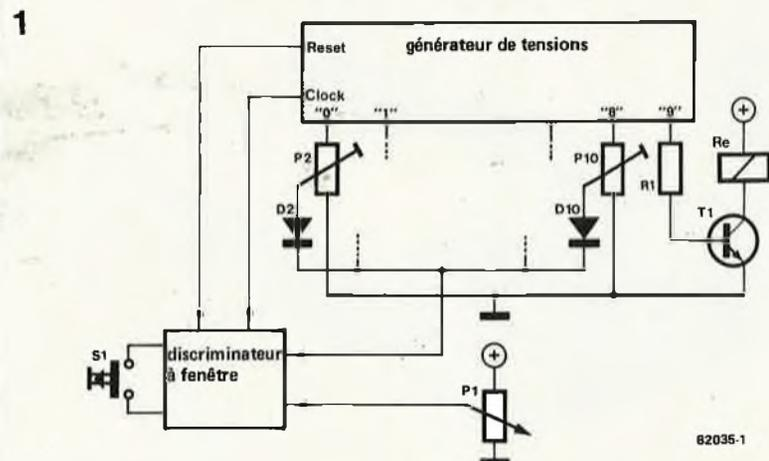 1
générateur de tensions
Reset
Clock
"0" "1" "8" "9"
P2
P10
R1
Re
D2
D10
T1
S1
discriminateur
à fenêtre
P1
82035-1